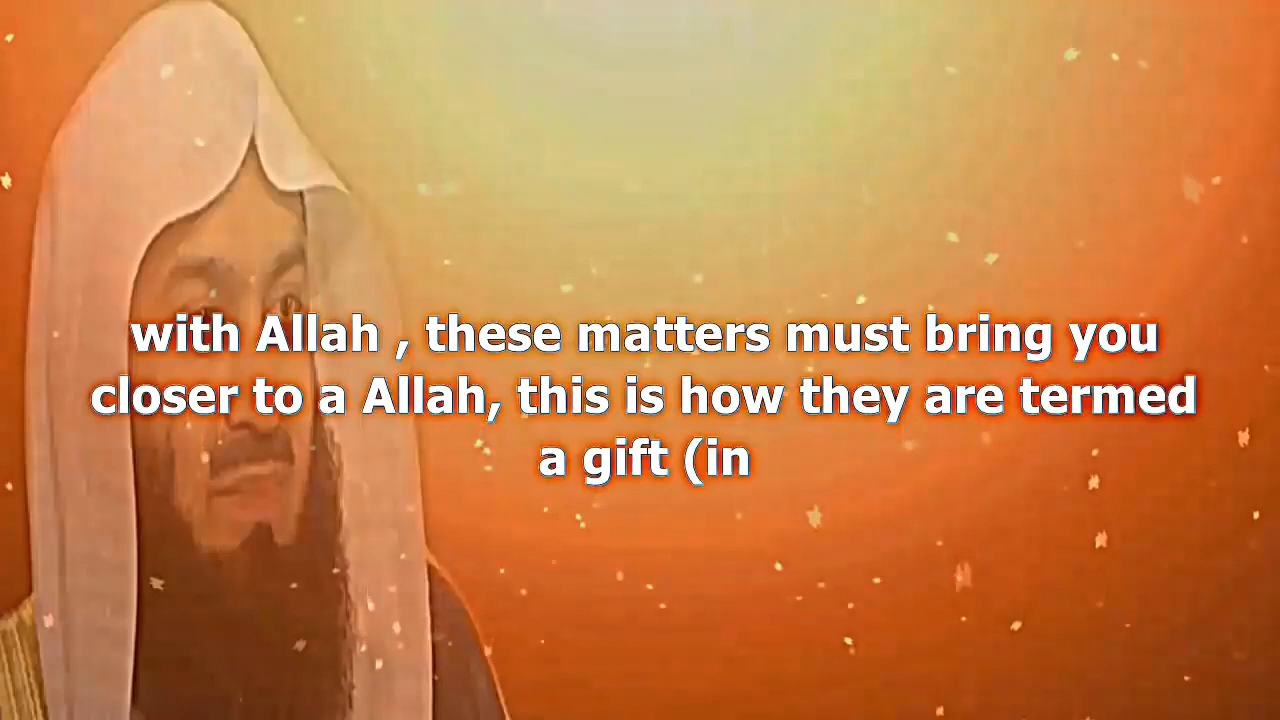 with Allah , these matters must bring you
closer to a Allah, this is how they are termed
a gift (in